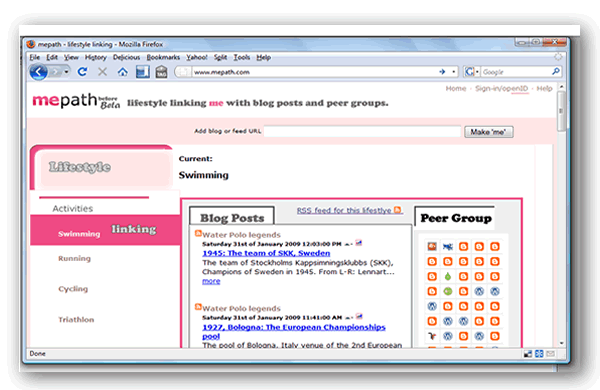 mepath - lifestyle linking - Mozilla Firefox
File Edit View History Delicious Bookmarks Yahoo! Split Tools Help
www.mepath.com
Google
Home - Sign-in/openID - Help
mepath before Beta lifestyle linking me with blog posts and peer groups.
Add blog or feed URL Make 'me'
Lifestyle
Current:
Swimming
Activities
Swimming linking
Running
Cycling
Triathlon
Blog Posts
RSS feed for this lifestlye
Water Polo legends
Saturday 31st of January 2009 12:03:00 PM
1945: The team of SKK, Sweden
The team of Stockholms Kappsimningsklubbs (SKK),
Champions of Sweden in 1945. From L-R: Lennart...
more
Water Polo legends
Saturday 31st of January 2009 11:41:00 AM
1927, Bologna: The European Championships
pool
The pool of Bologna, Italy venue of the 2nd European
Peer Group
Done